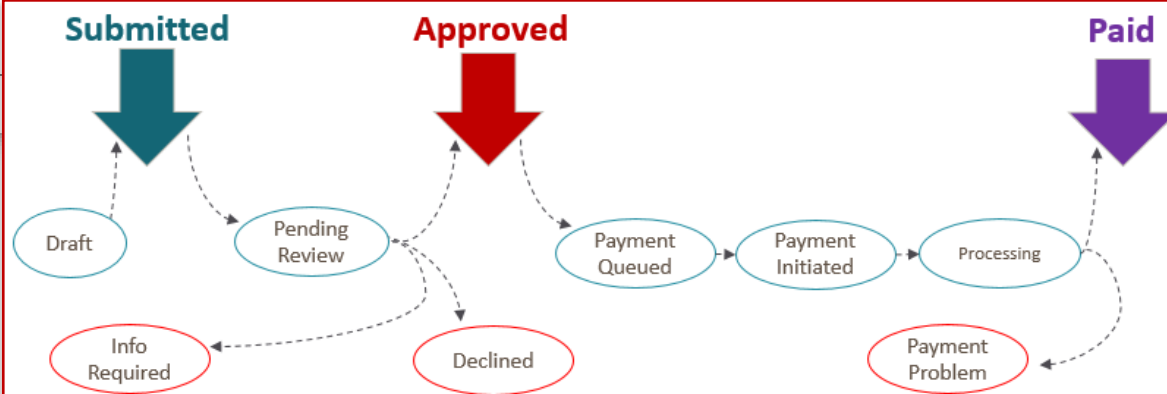 Submitted
Approved
Paid
Draft
Pending
Review
Payment
Queued
Payment
Initiated
Processing
Info
Required
Declined
Payment
Problem